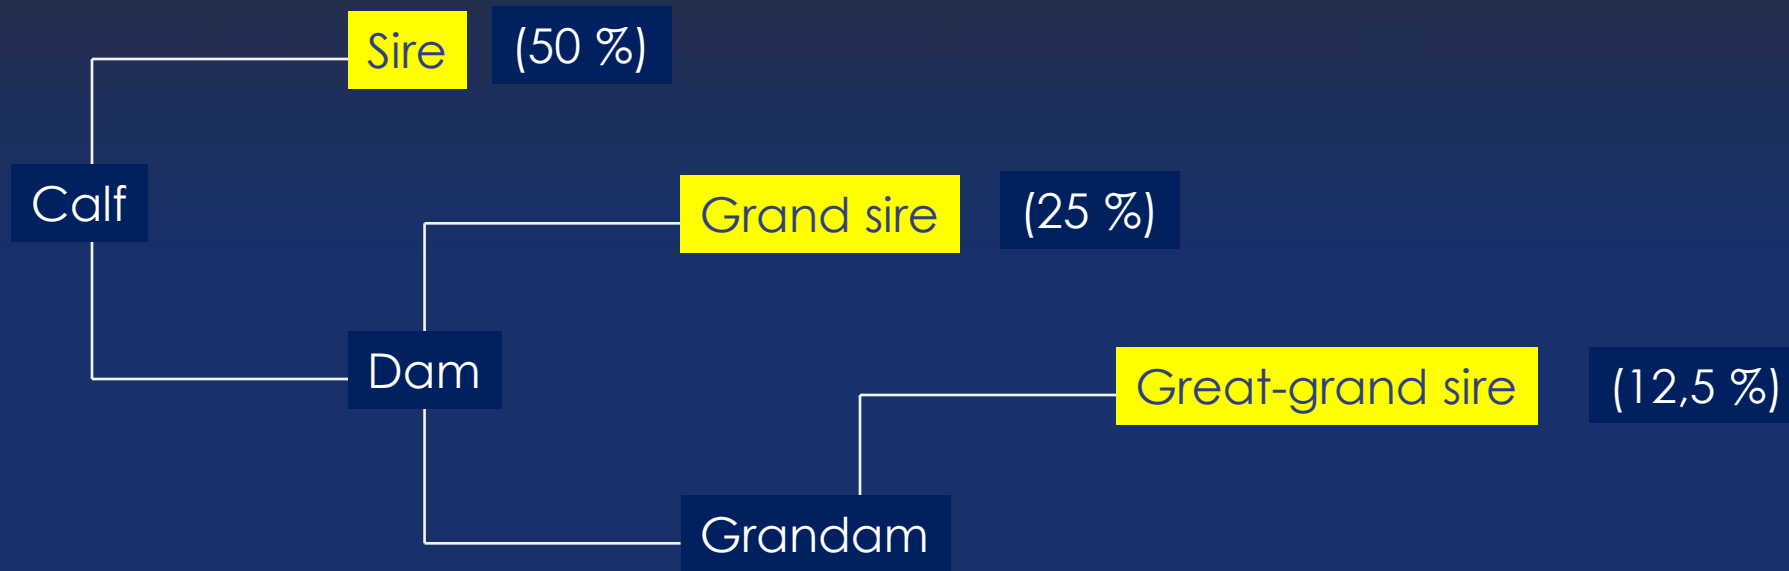 Sire (50 %)
Calf
Grand sire (25 %)
Dam
Great-grand sire (12,5 %)
Grandam